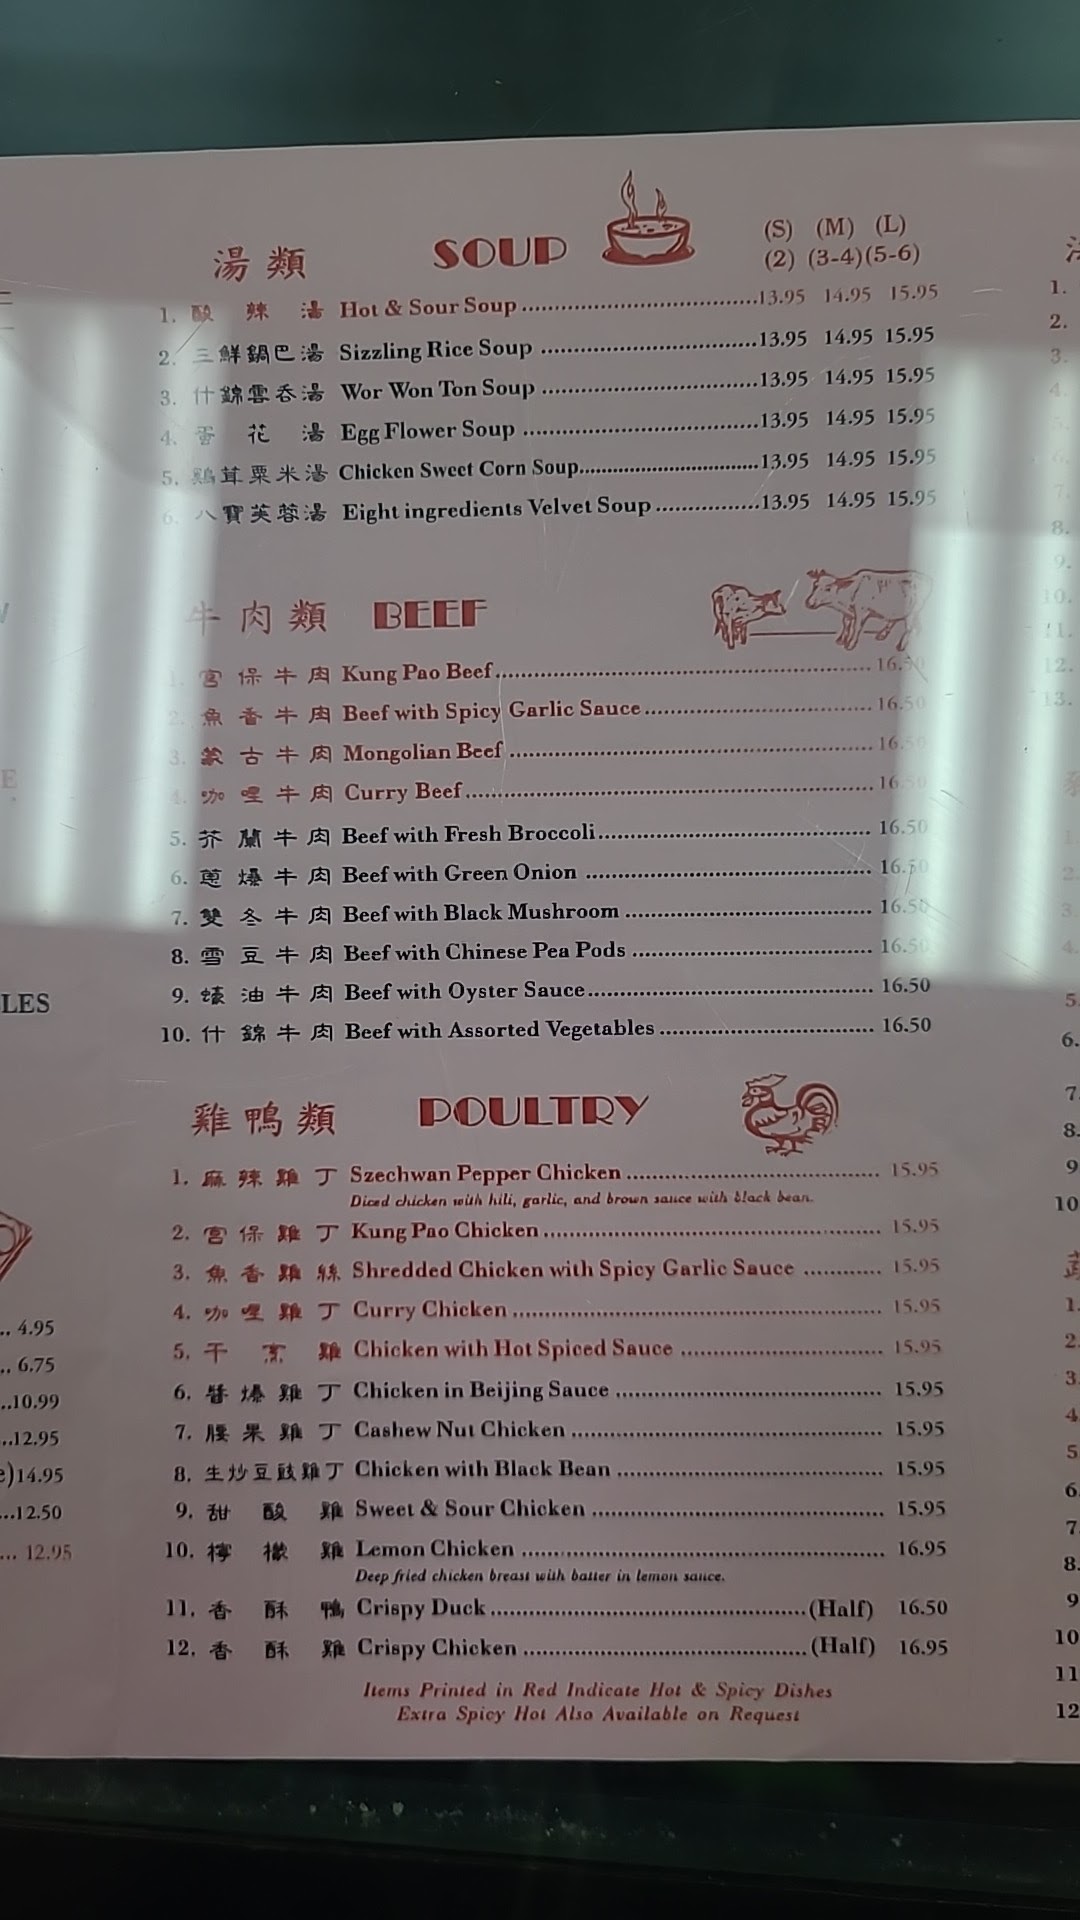 湯類 SOUP (S) (M) (L)
(2) (3-4)(5-6)
1. 酸辣湯 Hot & Sour Soup 13.95 14.95 15.95
2. 三鮮鍋巴湯 Sizzling Rice Soup 13.95 14.95 15.95
3. 什錦雲吞湯 Wor Won Ton Soup 13.95 14.95 15.95
4. 蛋花湯 Egg Flower Soup 13.95 14.95 15.95
5. 鷄茸粟米湯 Chicken Sweet Corn Soup 13.95 14.95 15.95
6. 八寶芙蓉湯 Eight ingredients Velvet Soup 13.95 14.95 15.95
牛肉類 BEEF
1. 宮保牛肉 Kung Pao Beef 16.50
2. 魚香牛肉 Beef with Spicy Garlic Sauce 16.50
3. 蒙古牛肉 Mongolian Beef 16.50
4. 咖哩牛肉 Curry Beef 16.50
5. 芥蘭牛肉 Beef with Fresh Broccoli 16.50
6. 蔥爆牛肉 Beef with Green Onion 16.50
7. 雙冬牛肉 Beef with Black Mushroom 16.50
8. 雪豆牛肉 Beef with Chinese Pea Pods 16.50
9. 蠔油牛肉 Beef with Oyster Sauce 16.50
10. 什錦牛肉 Beef with Assorted Vegetables 16.50
雞鴨類 POULTRY
1. 麻辣雞丁 Szechwan Pepper Chicken 15.95
Diced chicken with hili, garlic, and brown sauce with black bean.
2. 宮保雞丁 Kung Pao Chicken 15.95
3. 魚香雞絲 Shredded Chicken with Spicy Garlic Sauce 15.95
4. 咖哩雞丁 Curry Chicken 15.95
5. 干烹雞 Chicken with Hot Spiced Sauce 15.95
6. 醬爆雞丁 Chicken in Beijing Sauce 15.95
7. 腰果雞丁 Cashew Nut Chicken 15.95
8. 生炒豆豉雞丁 Chicken with Black Bean 15.95
9. 甜酸雞 Sweet & Sour Chicken 15.95
10. 檸檬雞 Lemon Chicken 16.95
Deep fried chicken breast with batter in lemon sauce.
11. 香酥鴨 Crispy Duck (Half) 16.50
12. 香酥雞 Crispy Chicken (Half) 16.95
Items Printed in Red Indicate Hot & Spicy Dishes
Extra Spicy Hot Also Available on Request
LES
4.95
6.75
10.99
12.95
)14.95
12.50
12.95